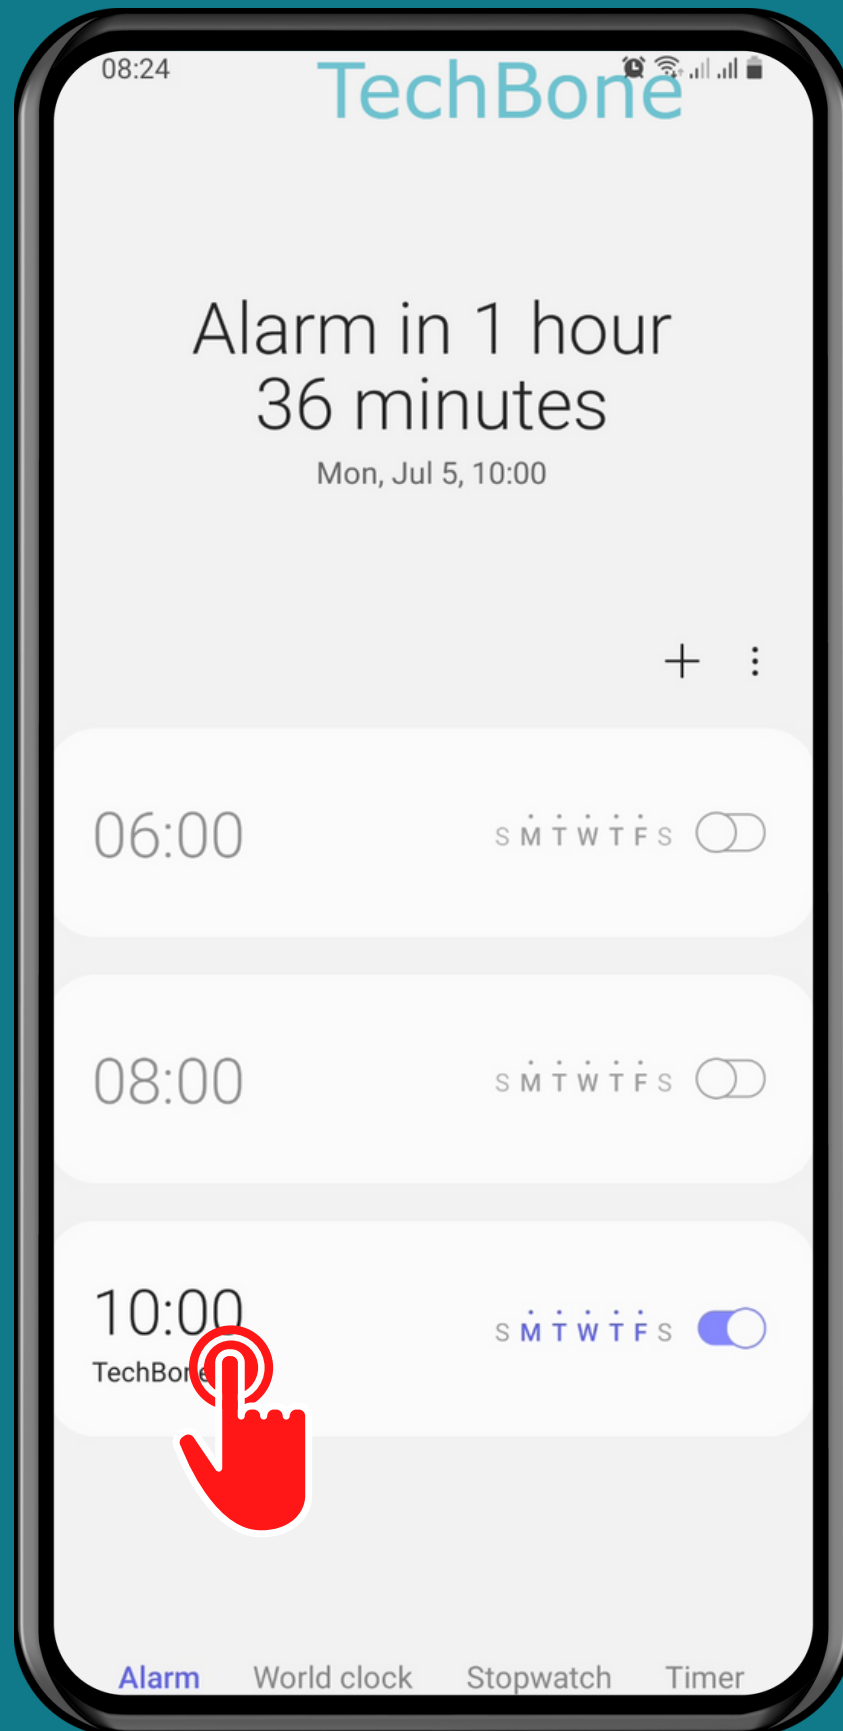 08:24
TechBone
Alarm in 1 hour
36 minutes
Mon, Jul 5, 10:00
06:00
S M T W T F S
08:00
S M T W T F S
10:00
S M T W T F S
TechBone
Alarm World clock Stopwatch Timer